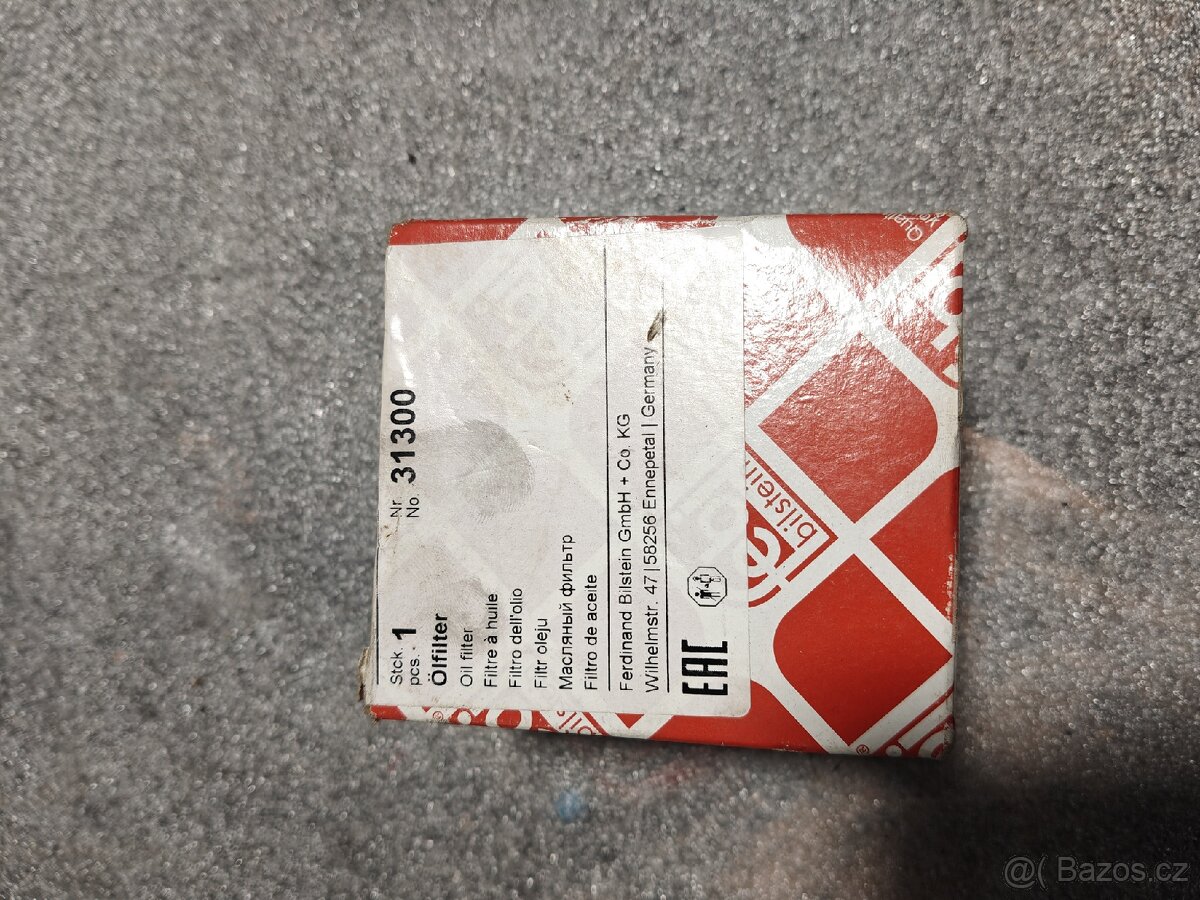 Stck. 1 Nr. 31300
pcs. No.
Ölfilter
Oil filter
Filtre à huile
Filtro dell'olio
Filtr oleju
Масляный фильтр
Filtro de aceite
Ferdinand Bilstein GmbH + Co. KG
Wilhelmstr. 47 | 58256 Ennepetal | Germany
EAC
bilstein
@( Bazos.cz